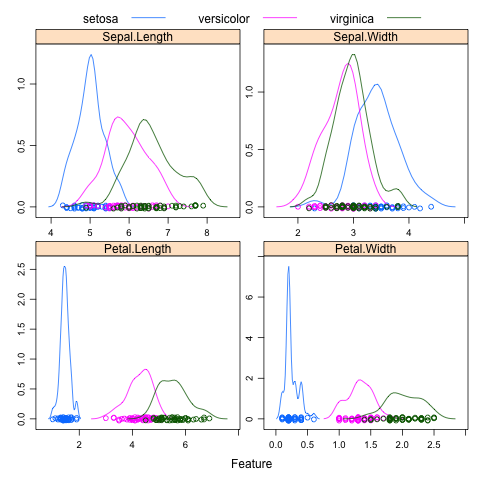 setosa versicolor virginica
Sepal.Length Sepal.Width
0.0 0.5 1.0
4 5 6 7 8
0.0 0.5 1.0
2 3 4
Petal.Length Petal.Width
0.0 0.5 1.0 1.5 2.0 2.5
2 4 6
0 2 4 6
0.0 0.5 1.0 1.5 2.0 2.5
Feature